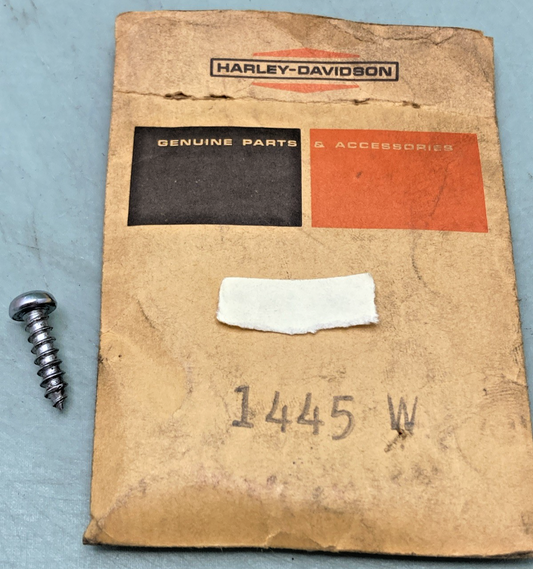 HARLEY-DAVIDSON
GENUINE PARTS & ACCESSORIES
1445 W